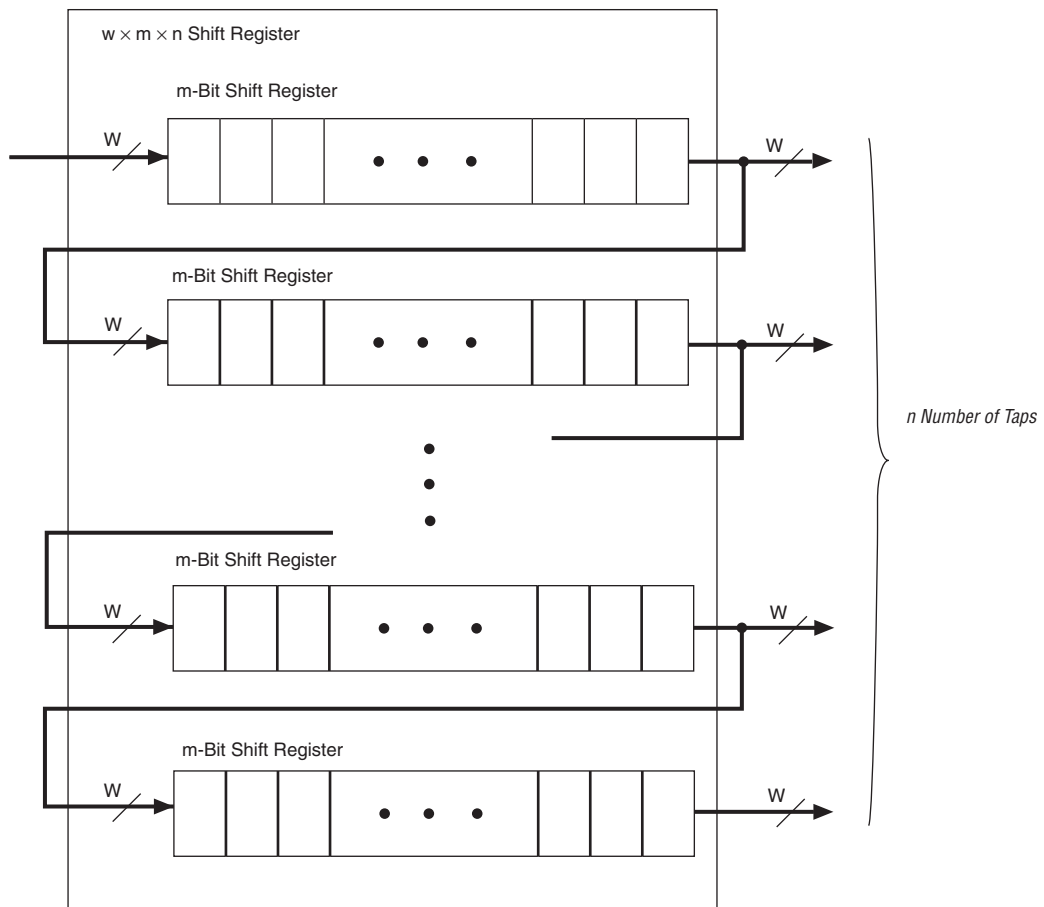 w × m × n Shift Register
m-Bit Shift Register
W
W
m-Bit Shift Register
W
W
n Number of Taps
m-Bit Shift Register
W
W
m-Bit Shift Register
W
W